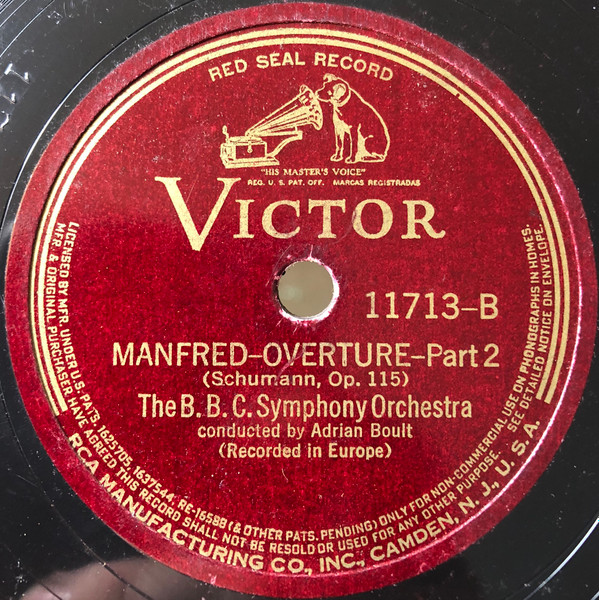 RED SEAL RECORD
"HIS MASTER'S VOICE"
REG. U. S. PAT. OFF. MARCAS REGISTRADAS
VICTOR
11713-B
MANFRED-OVERTURE-Part 2
(Schumann, Op. 115)
The B. B. C. Symphony Orchestra
conducted by Adrian Boult
(Recorded in Europe)
LICENSED BY MFR. UNDER U.S. PATS. 1625705, 1637544, RE-16588 (& OTHER PATS. PENDING) ONLY FOR NON-COMMERCIAL USE ON PHONOGRAPHS IN HOMES.
MFR. & ORIGINAL PURCHASER HAVE AGREED THIS RECORD SHALL NOT BE RESOLD OR USED FOR ANY OTHER PURPOSE. SEE DETAILED NOTICE ON ENVELOPE.
RCA MANUFACTURING CO., INC., CAMDEN, N. J., U. S. A.